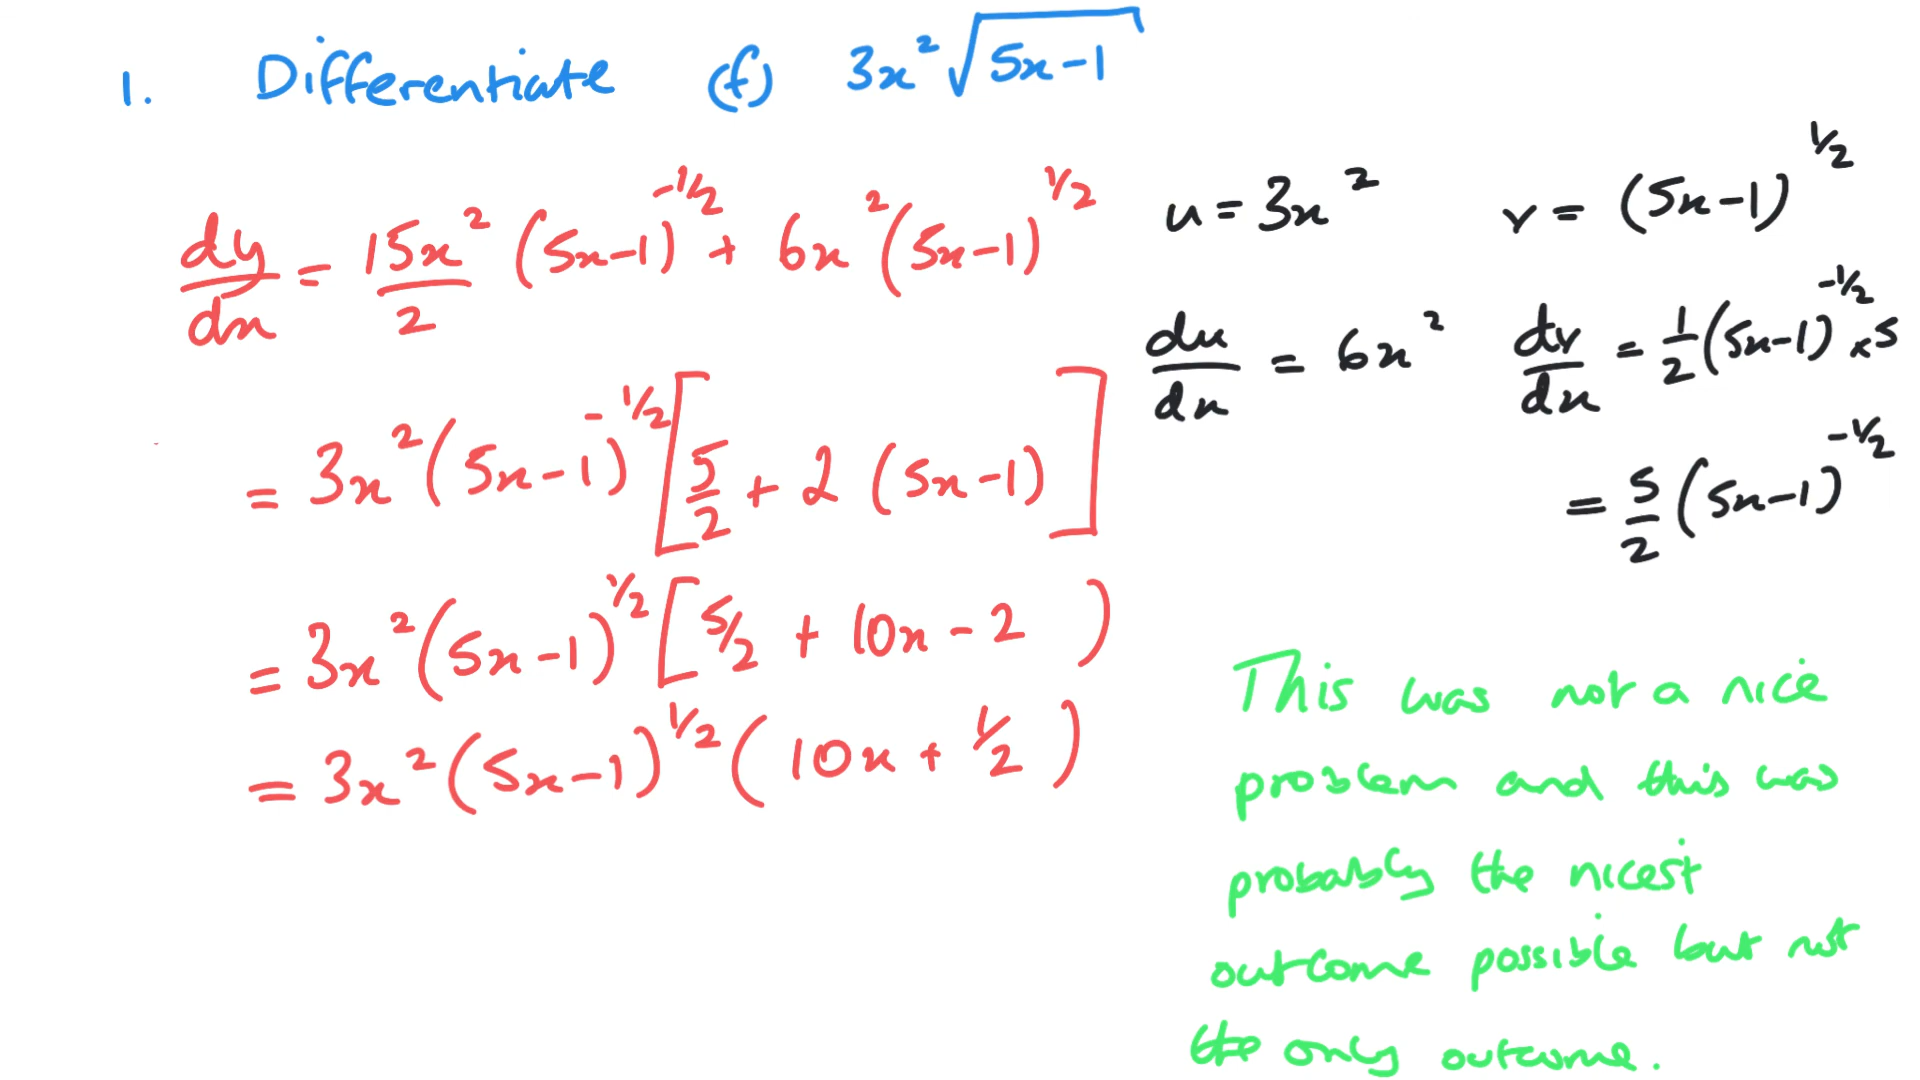 1. Differentiate (f) 3x²√(5x-1)
dy/dx = 15x²/2 (5x-1)^-1/2 + 6x²(5x-1)^1/2
= 3x²(5x-1)^-1/2 [5/2 + 2(5x-1)]
= 3x²(5x-1)^1/2 [5/2 + 10x - 2)
= 3x²(5x-1)^1/2 (10x + 1/2)
u = 3x² v = (5x-1)^1/2
du/dx = 6x² dv/dx = 1/2(5x-1)^-1/2 × 5
= 5/2 (5x-1)^-1/2
This was not a nice
problem and this was
probably the nicest
outcome possible but not
the only outcome.